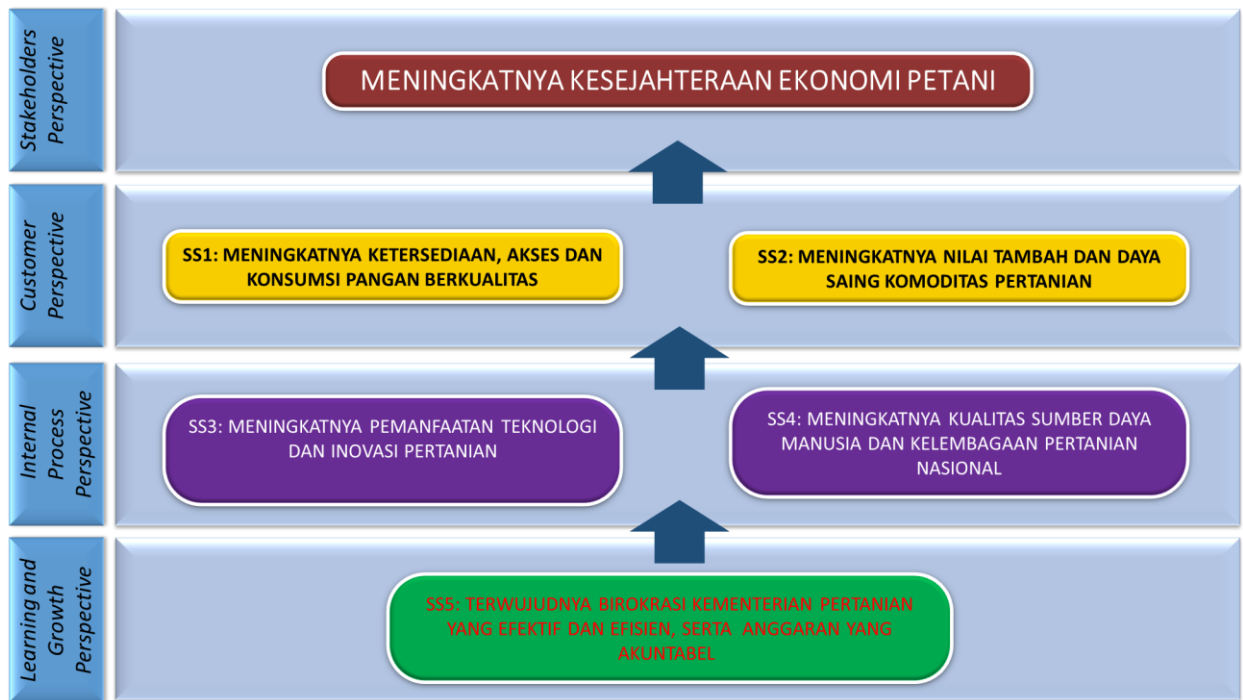 Stakeholders
Perspective
MENINGKATNYA KESEJAHTERAAN EKONOMI PETANI
Customer
Perspective
SS1: MENINGKATNYA KETERSEDIAAN, AKSES DAN
KONSUMSI PANGAN BERKUALITAS
SS2: MENINGKATNYA NILAI TAMBAH DAN DAYA
SAING KOMODITAS PERTANIAN
Internal
Process
Perspective
SS3: MENINGKATNYA PEMANFAATAN TEKNOLOGI
DAN INOVASI PERTANIAN
SS4: MENINGKATNYA KUALITAS SUMBER DAYA
MANUSIA DAN KELEMBAGAAN PERTANIAN
NASIONAL
Learning and
Growth
Perspective
SS5: TERWUJUDNYA BIROKRASI KEMENTERIAN PERTANIAN
YANG EFEKTIF DAN EFISIEN, SERTA ANGGARAN YANG
AKUNTABEL